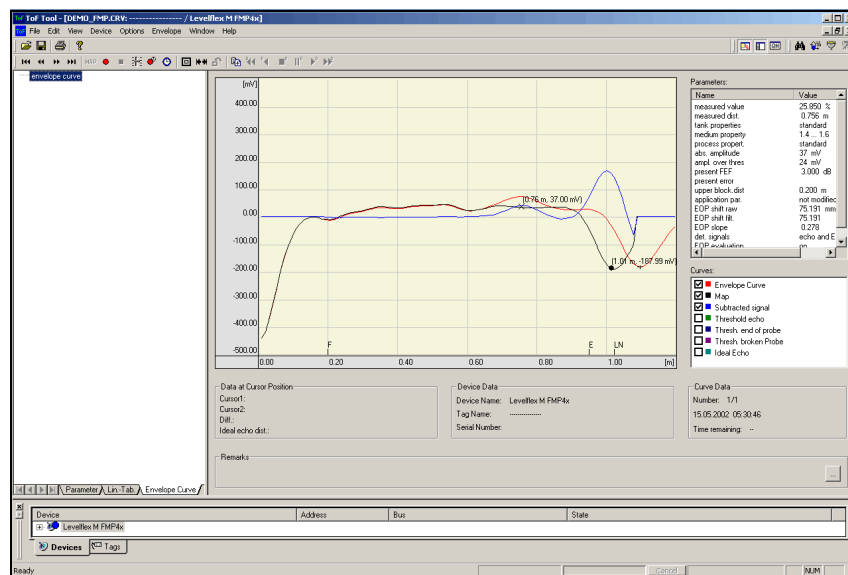 ToF Tool - [DEMO_FMP.CRV: --------------- / Levelflex M FMP4x]
File Edit View Device Options Envelope Window Help
envelope curve
[mV]
400.00
300.00
200.00
100.00
0.00
-100.00
-200.00
-300.00
-400.00
-500.00
(0.76 m, 37.00 mV)
(1.01 m, -187.99 mV)
F
E
LN
0.00 0.20 0.40 0.60 0.80 1.00 [m]
Parameters:
Name Value
measured value 25.850 %
measured dist. 0.756 m
tank properties standard
medium property 1.4 ... 1.6
process propert. standard
abs. amplitude 37 mV
ampl. over thres 24 mV
present FEF 3.000 dB
present error
upper block.dist 0.200 m
application par. not modified
EOP shift raw 75.191 mm
EOP shift filt. 75.191
EOP slope 0.278
det. signals echo and E
EOP evaluation on
Curves:
Envelope Curve
Map
Subtracted signal
Threshold echo
Thresh. end of probe
Thresh. broken Probe
Ideal Echo
Data at Cursor Position
Cursor1:
Cursor2:
Diff.:
Ideal echo dist.:
Device Data
Device Name: Levelflex M FMP4x
Tag Name: ---------------
Serial Number:
Curve Data
Number: 1/1
15.05.2002 05:30:46
Time remaining: --
Remarks
...
Parameter Lin.-Tab. Envelope Curve
Device Address Bus State
Levelflex M FMP4x
Devices Tags
Ready Cancel NUM